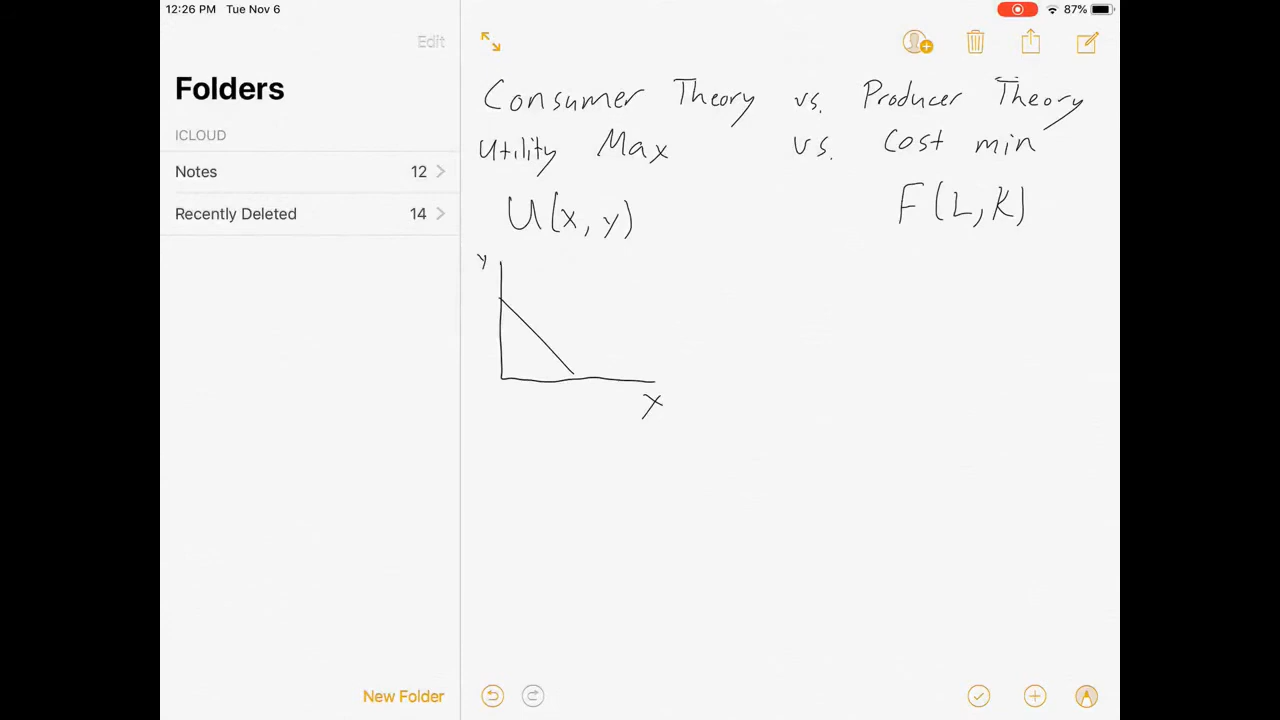 12:26 PM Tue Nov 6
87%
Edit
Folders
ICLOUD
Notes 12
Recently Deleted 14
New Folder
Consumer Theory vs. Producer Theory
Utility Max vs. Cost min
U(x,y) F(L,K)
y
X